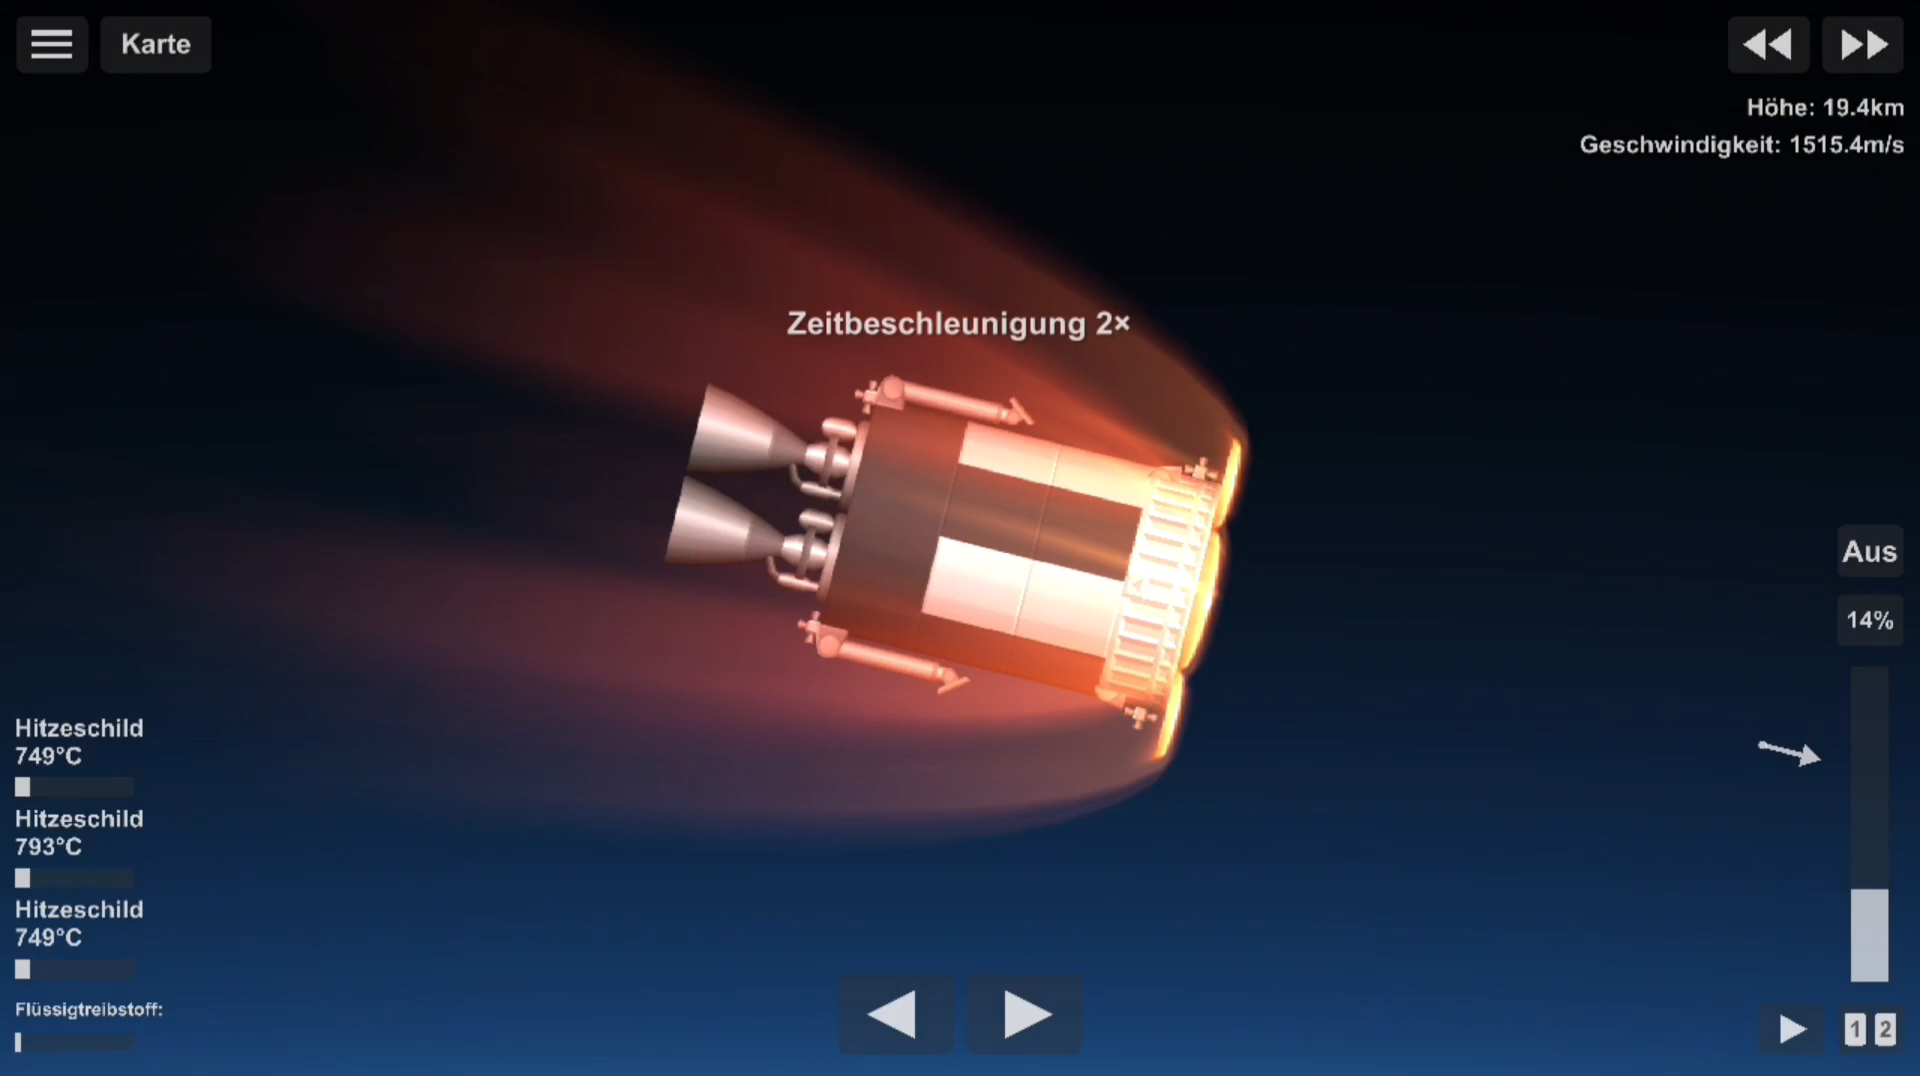 Karte
Höhe: 19.4km
Geschwindigkeit: 1515.4m/s
Zeitbeschleunigung 2×
Aus
14%
Hitzeschild
749°C
Hitzeschild
793°C
Hitzeschild
749°C
Flüssigtreibstoff:
1 2